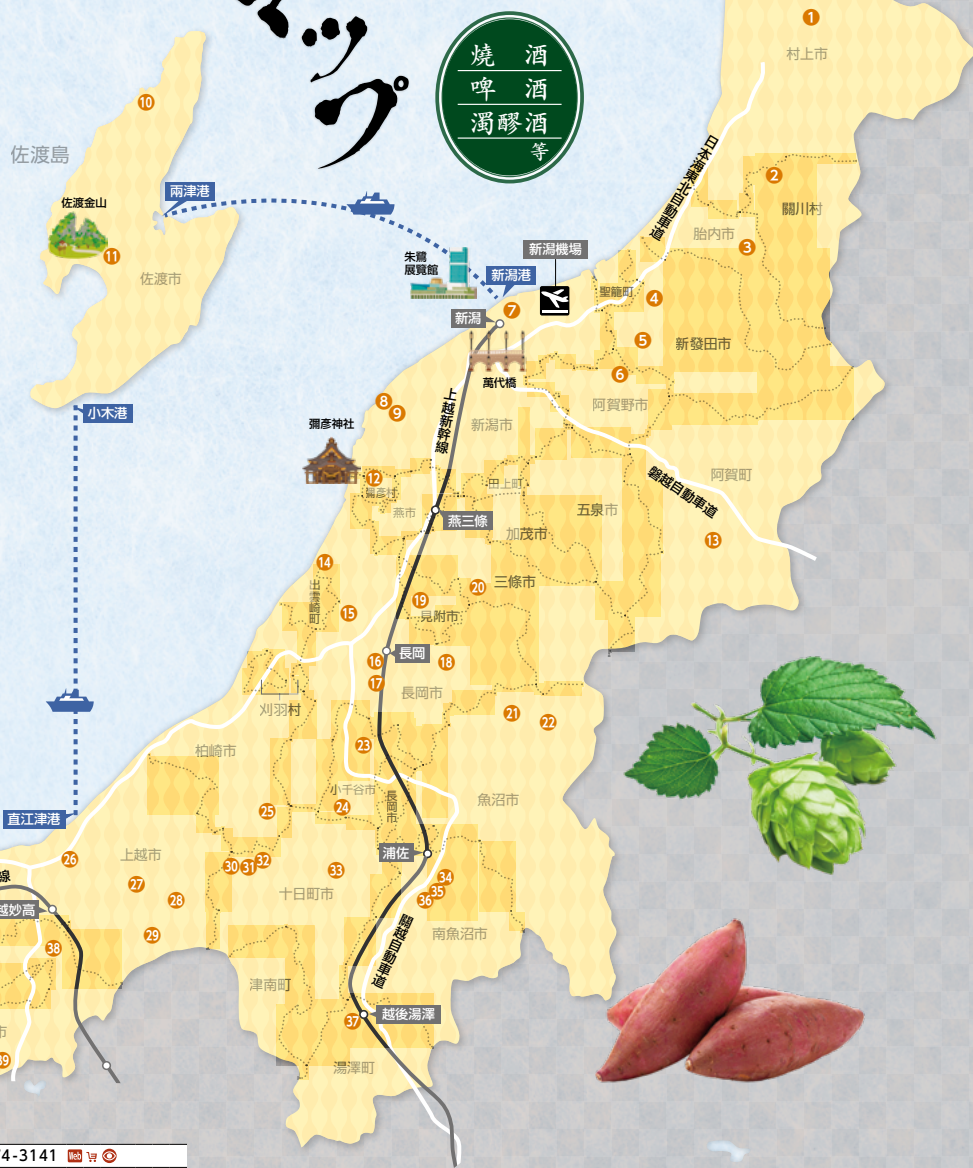 マップ
燒酒
啤酒
濁醪酒
等
1
村上市
10
佐渡島
日本海東北自動車道
2
關川村
兩津港
佐渡金山
胎内市
3
11
佐渡市
朱鷺
展覽館
新潟機場
新潟港
聖籠町
4
7
新潟
5
新發田市
萬代橋
6
小木港
8
9
上越新幹線
新潟市
阿賀野市
彌彥神社
12
彌彥村
田上町
磐越自動車道
阿賀町
燕市
燕三條
五泉市
加茂市
13
14
出雲崎町
15
19
見附市
20
三條市
16
長岡
17
18
長岡市
刈羽村
21
22
柏崎市
23
小千谷市
24
長岡市
魚沼市
25
直江津港
26
上越市
浦佐
線
27
28
30
31
32
33
十日町市
34
35
36
越妙高
29
38
南魚沼市
關越自動車道
津南町
越後湯澤
37
市
39
湯澤町
4-3141 Web